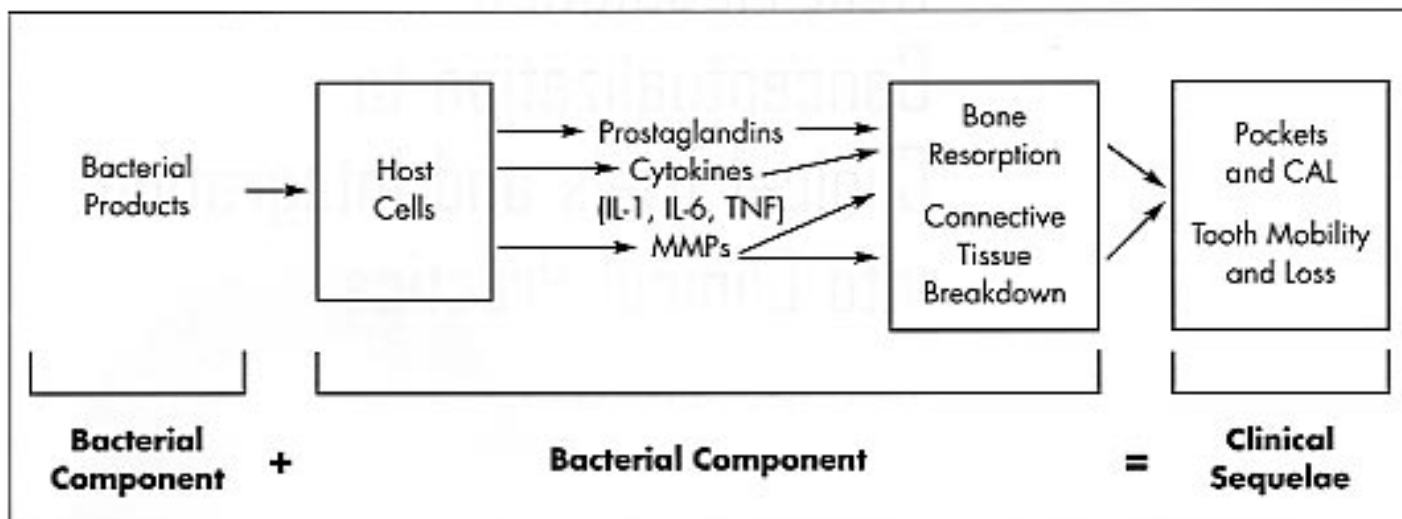 Bacterial
Products
Host
Cells
Prostaglandins
Cytokines
(IL-1, IL-6, TNF)
MMPs
Bone
Resorption
Connective
Tissue
Breakdown
Pockets
and CAL
Tooth Mobility
and Loss
Bacterial
Component
+
Bacterial Component
=
Clinical
Sequelae